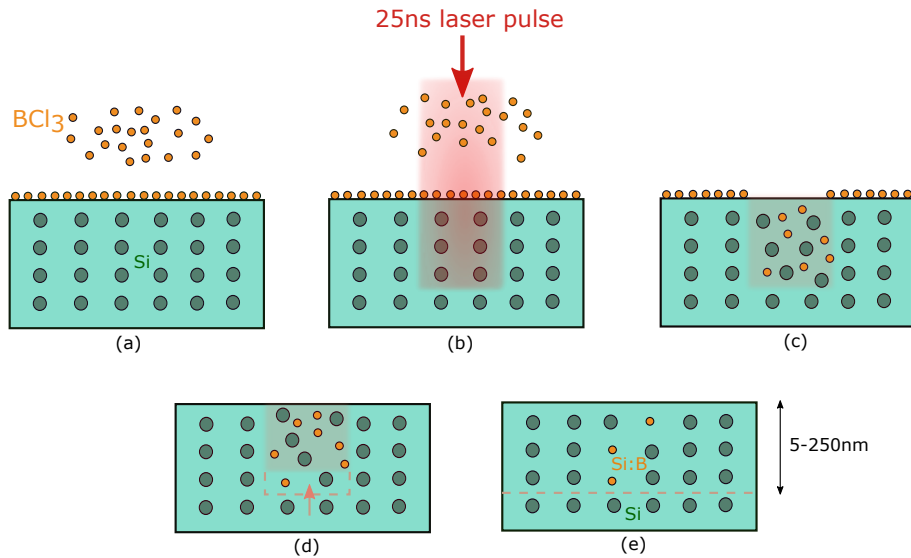 25ns laser pulse
BCl3
Si
(a)
(b)
(c)
5-250nm
Si:B
Si
(d)
(e)